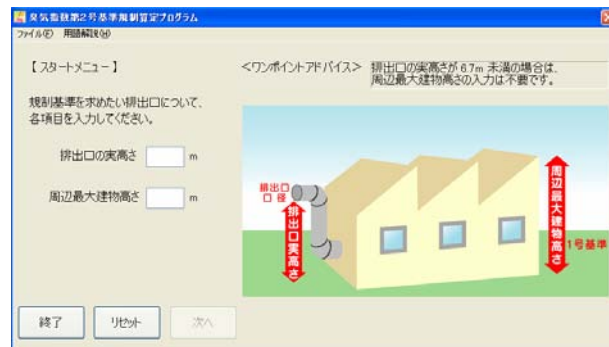 臭気指数第2号基準規制算定プログラム
ファイル(F) 用語解説(H)
【スタートメニュー】
<ワンポイントアドバイス>
排出口の実高さが 6.7m 未満の場合は、
周辺最大建物高さの入力は不要です。
規制基準を求めたい排出口について、
各項目を入力してください。
排出口の実高さ m
周辺最大建物高さ m
排出口
口径
排出口実高さ
周辺最大建物高さ
1号基準
終了 リセット 次へ